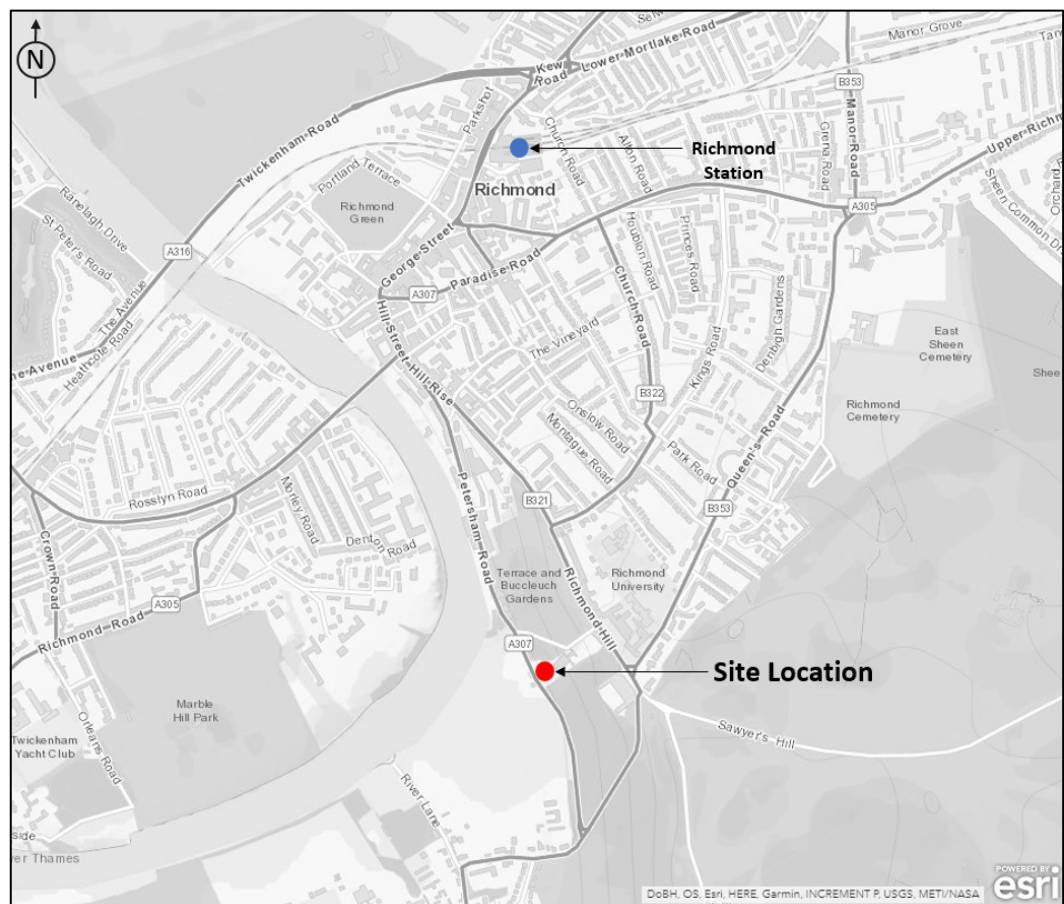 N
Manor Grove
Lower Mortlake Road
Kew
Road
B353
Parkshot
Manor Road
Church Road
Alton Road
Grena Road
Twickenham Road
Richmond
Station
Portland Terrace
Richmond
Richmond
Green
A305
Ranelagh Drive
St Peter's Road
Sheen Common
Orchard
A316
George Street
Paradise Road
Houblon Road
Princes Road
A307
Church Road
The Avenue
Heathcote Road
Hill Street
Hill Rise
The Vineyard
Kings Road
Denbigh Gardens
East
Sheen
Cemetery
B322
Richmond
Cemetery
Onslow Road
Montague Road
Park Road
Queen's Road
Rosslyn Road
Morley Road
Petersham Road
B321
B353
Crown Road
Denton Road
Terrace and
Buccleuch
Gardens
Richmond
University
A305
Richmond Road
Richmond Hill
A307
Site Location
Marble
Hill Park
Orleans Road
Twickenham
Yacht Club
Sawyer's Hill
River Lane
POWERED BY
esri
DoBH, OS, Esri, HERE, Garmin, INCREMENT P, USGS, METI/NASA